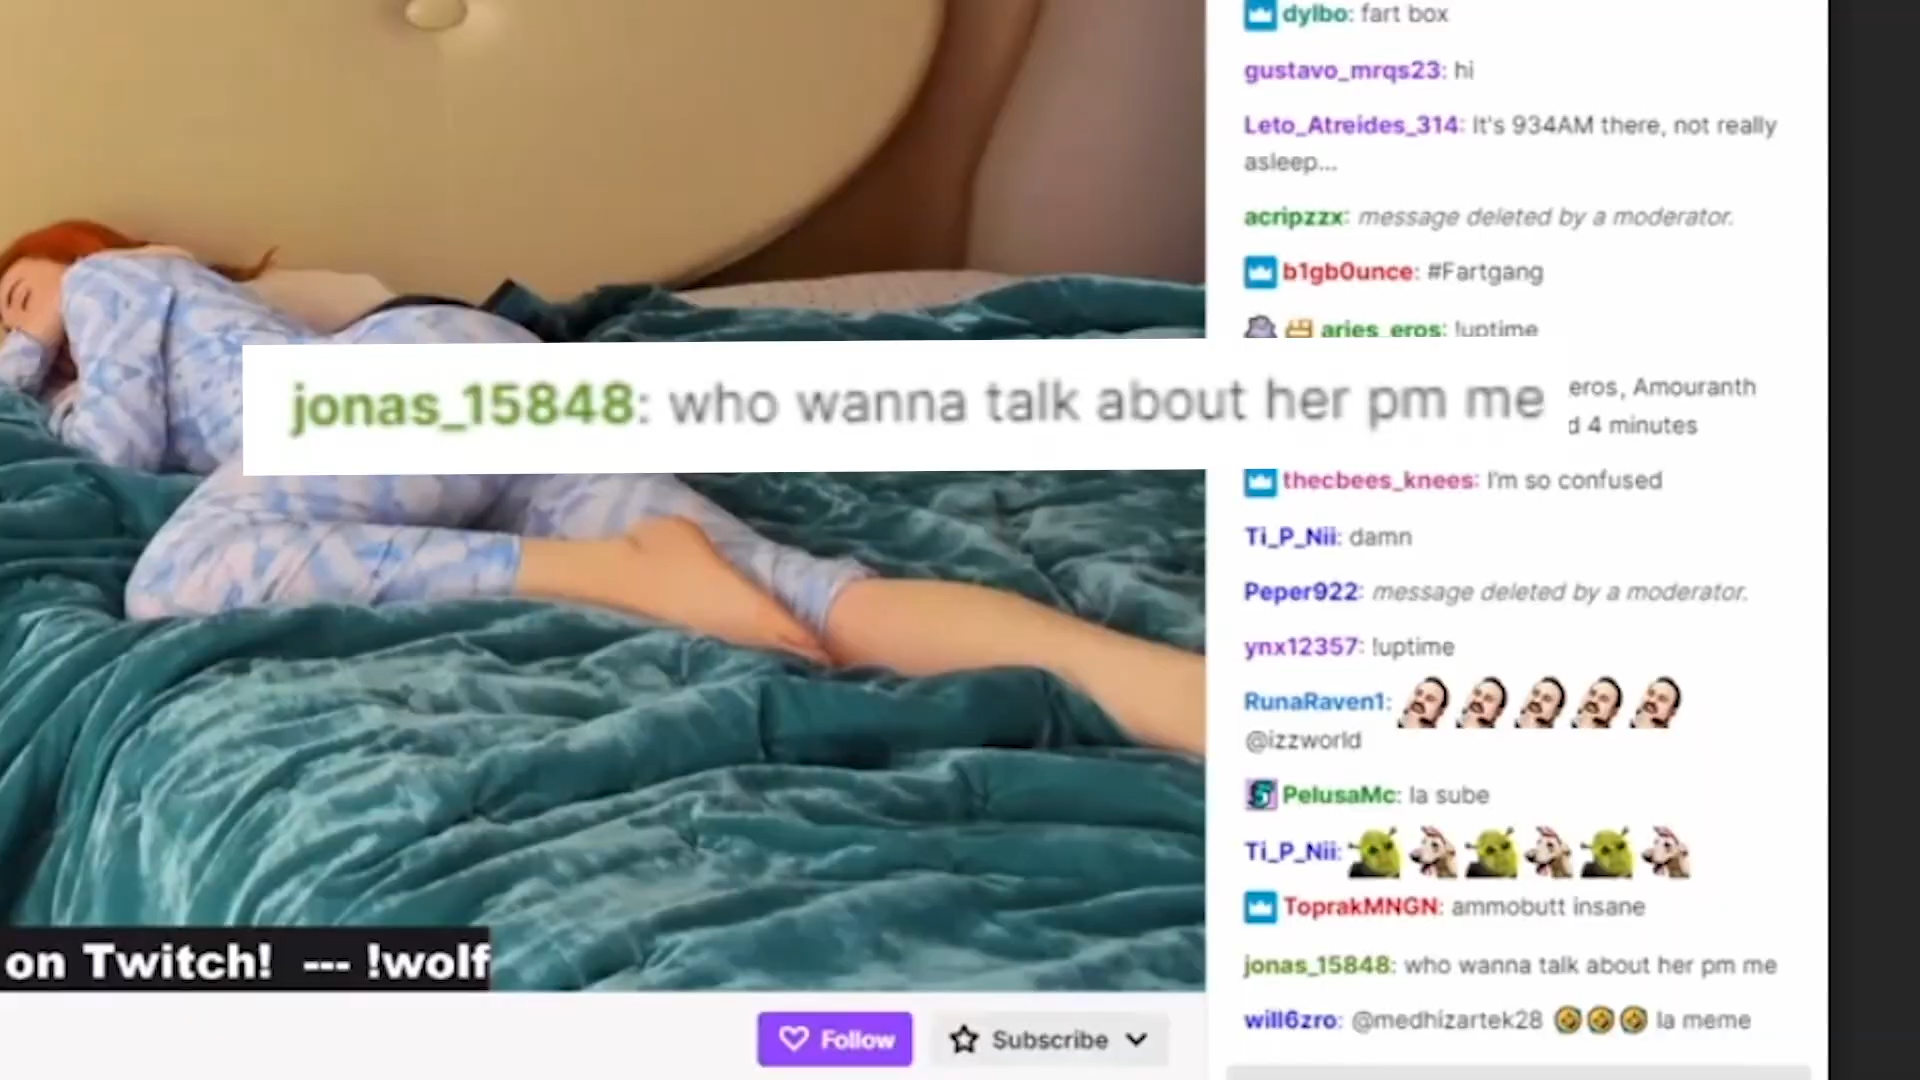 dylbo: fart box
gustavo_mrqs23: hi
Leto_Atreides_314: It's 934AM there, not really
asleep...
acripzzx: message deleted by a moderator.
b1gb0unce: #Fartgang
aries_eros: !uptime
jonas_15848: who wanna talk about her pm me
eros, Amouranth
d 4 minutes
thecbees_knees: I'm so confused
Ti_P_Nii: damn
Peper922: message deleted by a moderator.
ynx12357: !uptime
RunaRaven1:
@izzworld
PelusaMc: la sube
Ti_P_Nii:
ToprakMNGN: ammobutt insane
jonas_15848: who wanna talk about her pm me
will6zro: @medhizartek28 la meme
on Twitch! --- !wolf
Follow
Subscribe